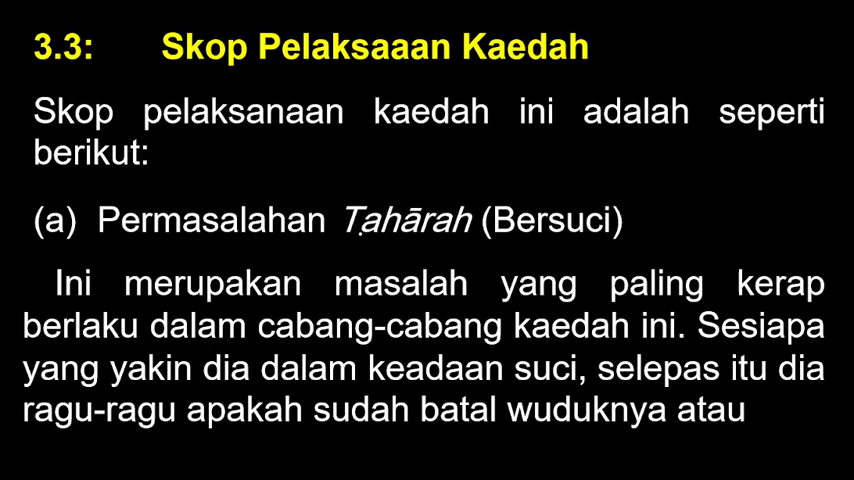 3.3: Skop Pelaksaaan Kaedah
Skop pelaksanaan kaedah ini adalah seperti
berikut:
(a) Permasalahan Ṭahārah (Bersuci)
Ini merupakan masalah yang paling kerap
berlaku dalam cabang-cabang kaedah ini. Sesiapa
yang yakin dia dalam keadaan suci, selepas itu dia
ragu-ragu apakah sudah batal wuduknya atau